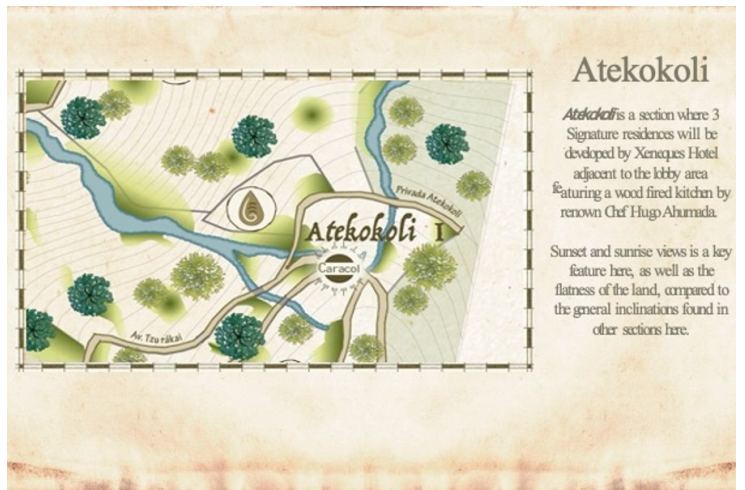 Atekokoli
Atekokoli is a section where 3
Signature residences will be
developed by Xeneques Hotel
adjacent to the lobby area
featuring a wood fired kitchen by
renown Chef Hugo Ahumada.
Sunset and sunrise views is a key
feature here, as well as the
flatness of the land, compared to
the general inclinations found in
other sections here.
Privada Atekokoli
Atekokoli I
Caracol
Av. Tzurákai